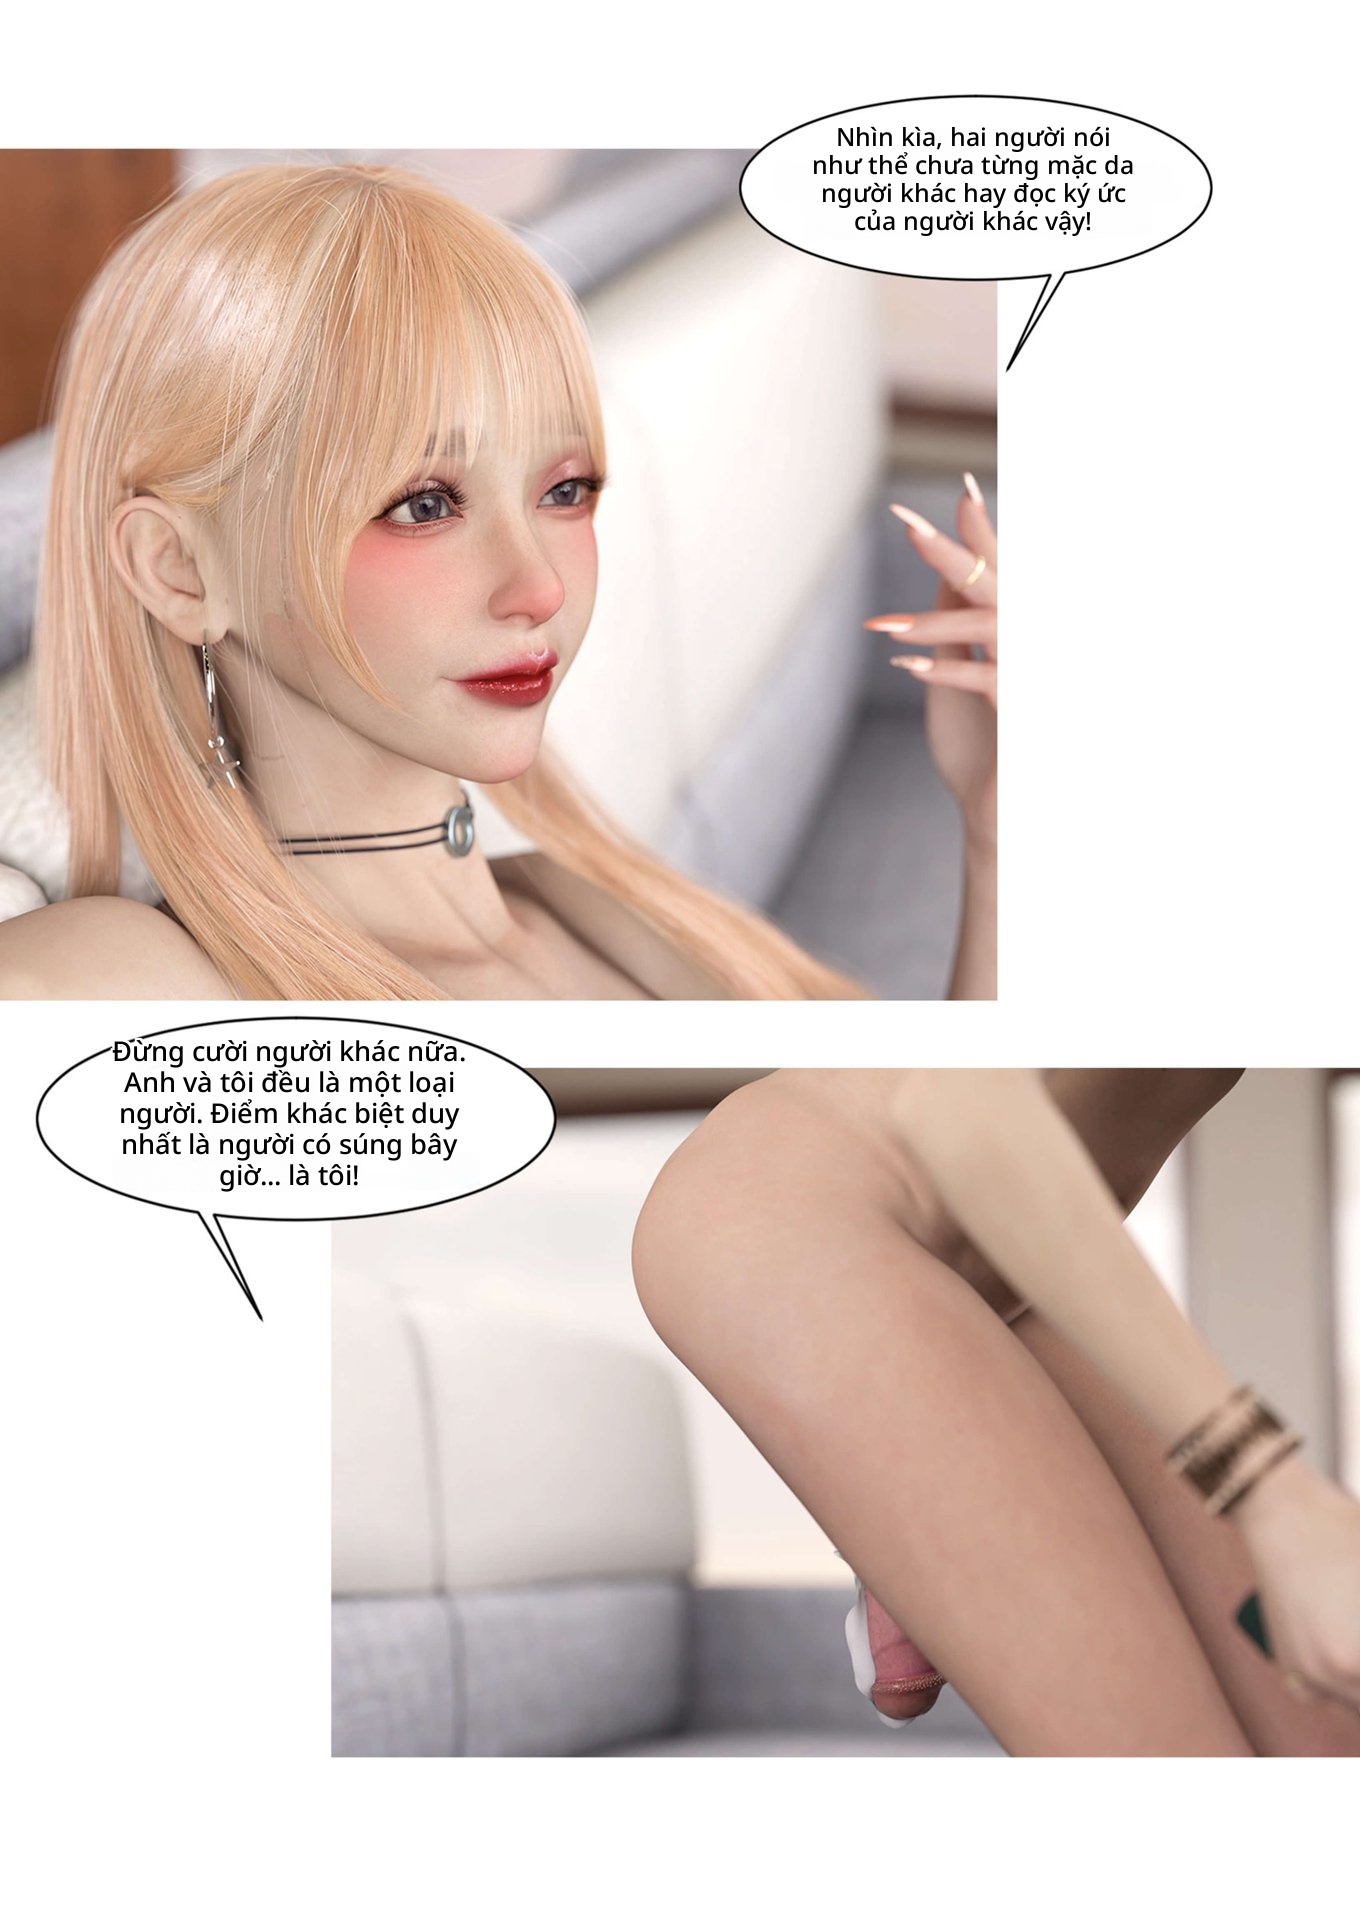 Nhìn kìa, hai người nói
như thể chưa từng mặc da
người khác hay đọc ký ức
của người khác vậy!
Đừng cười người khác nữa.
Anh và tôi đều là một loại
người. Điểm khác biệt duy
nhất là người có súng bây
giờ... là tôi!